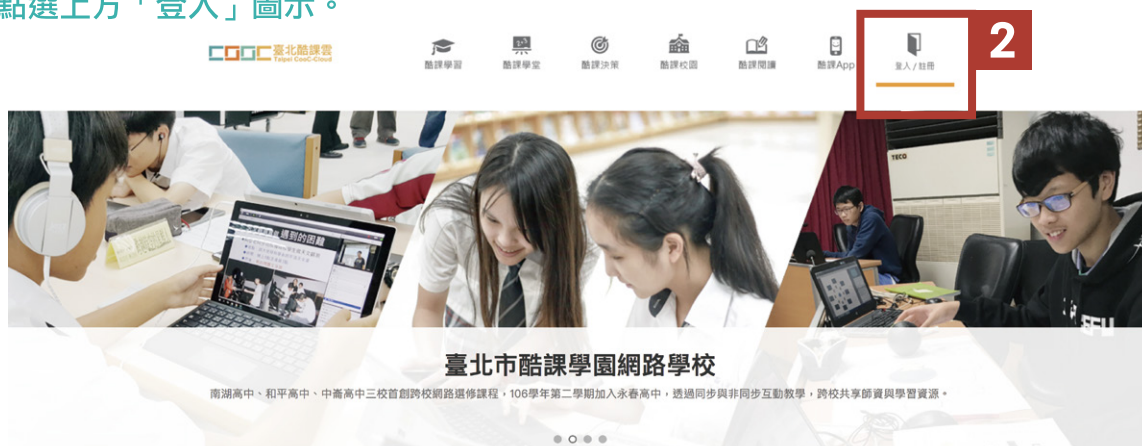 點選上方「登入」圖示。
COOC 臺北酷課雲
Taipei CooC-Cloud
酷課學習
酷課學堂
酷課決策
酷課校園
酷課閱讀
酷課App
登入 / 註冊
2
遇到的困難
TECO
臺北市酷課學園網路學校
南湖高中、和平高中、中崙高中三校首創跨校網路選修課程，106學年第二學期加入永春高中，透過同步與非同步互動教學，跨校共享師資與學習資源。